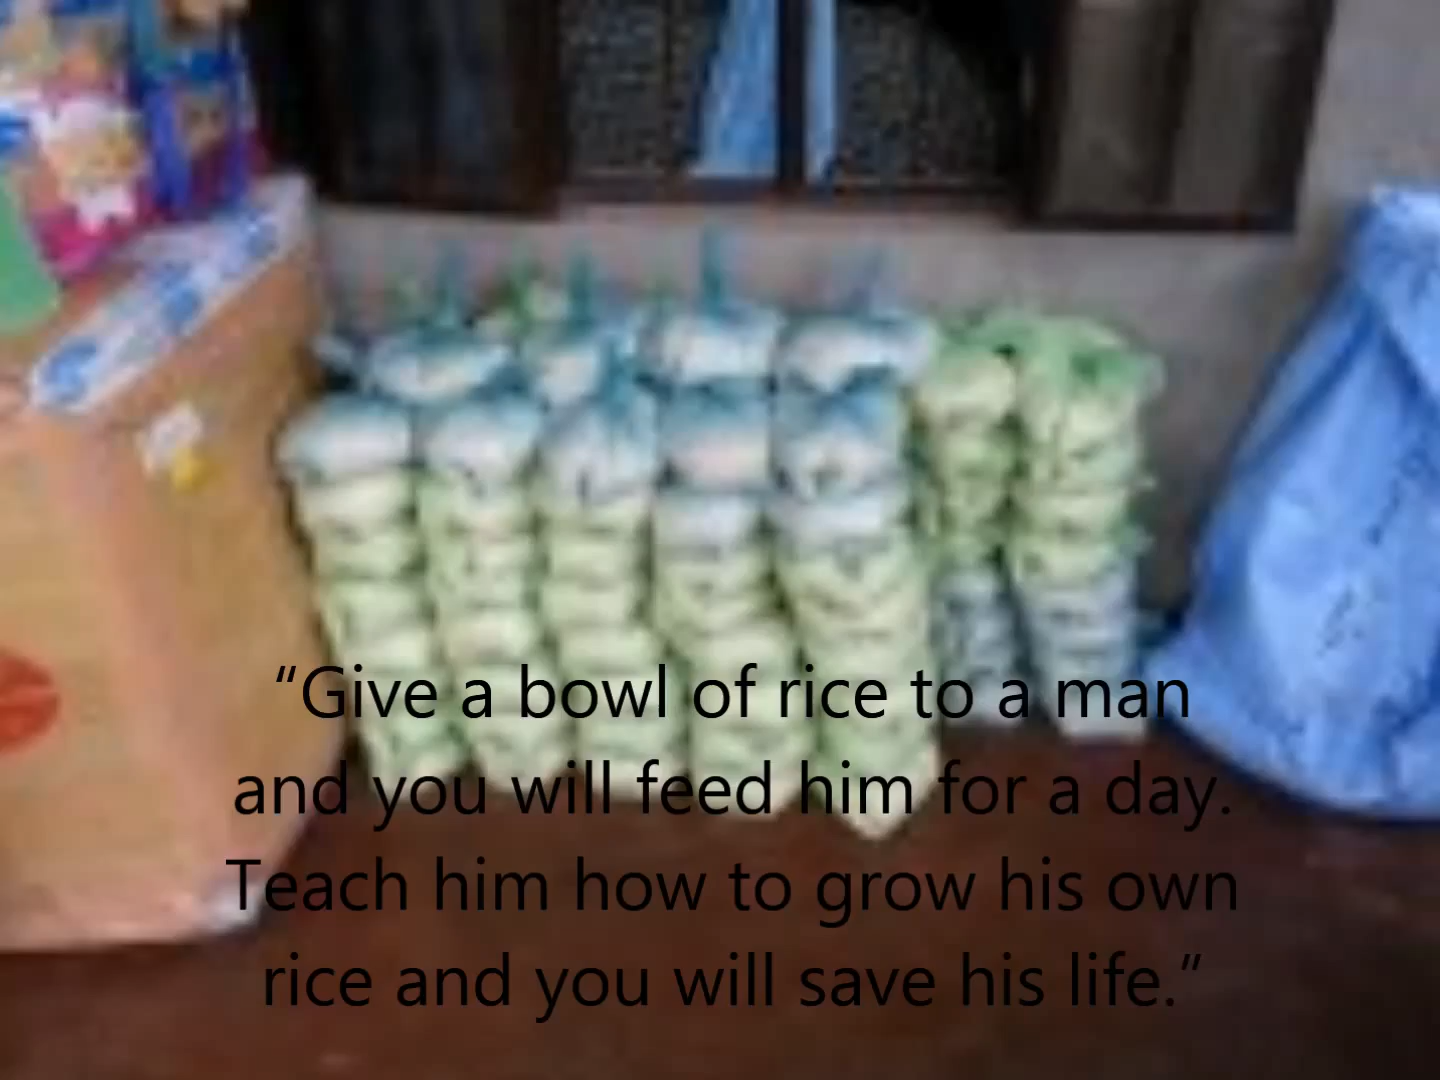 “Give a bowl of rice to a man
and you will feed him for a day.
Teach him how to grow his own
rice and you will save his life.”